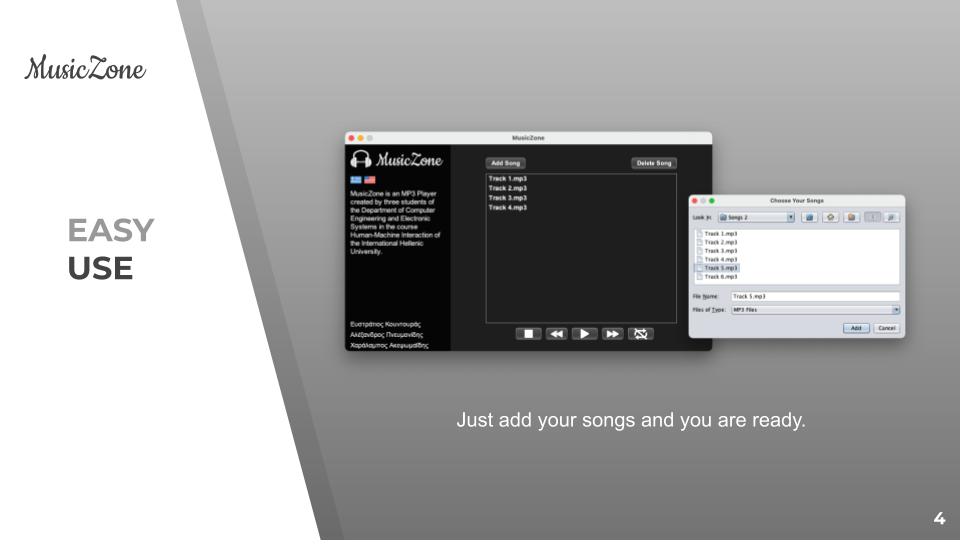 MusicZone
EASY
USE
MusicZone
MusicZone
Add Song
Delete Song
MusicZone is an MP3 Player
created by three students of
the Department of Computer
Engineering and Electronic
Systems in the course
Human-Machine Interaction of
the International Hellenic
University.
Track 1.mp3
Track 2.mp3
Track 3.mp3
Track 4.mp3
Ευστράτιος Κουντουράς
Αλέξανδρος Πνευμονίδης
Χαράλαμπος Ακεψωμαΐδης
Choose Your Songs
Look In:
Songs 2
Track 1.mp3
Track 2.mp3
Track 3.mp3
Track 4.mp3
Track 5.mp3
Track 6.mp3
File Name:
Track 5.mp3
Files of Type:
MP3 Files
Add
Cancel
Just add your songs and you are ready.
4